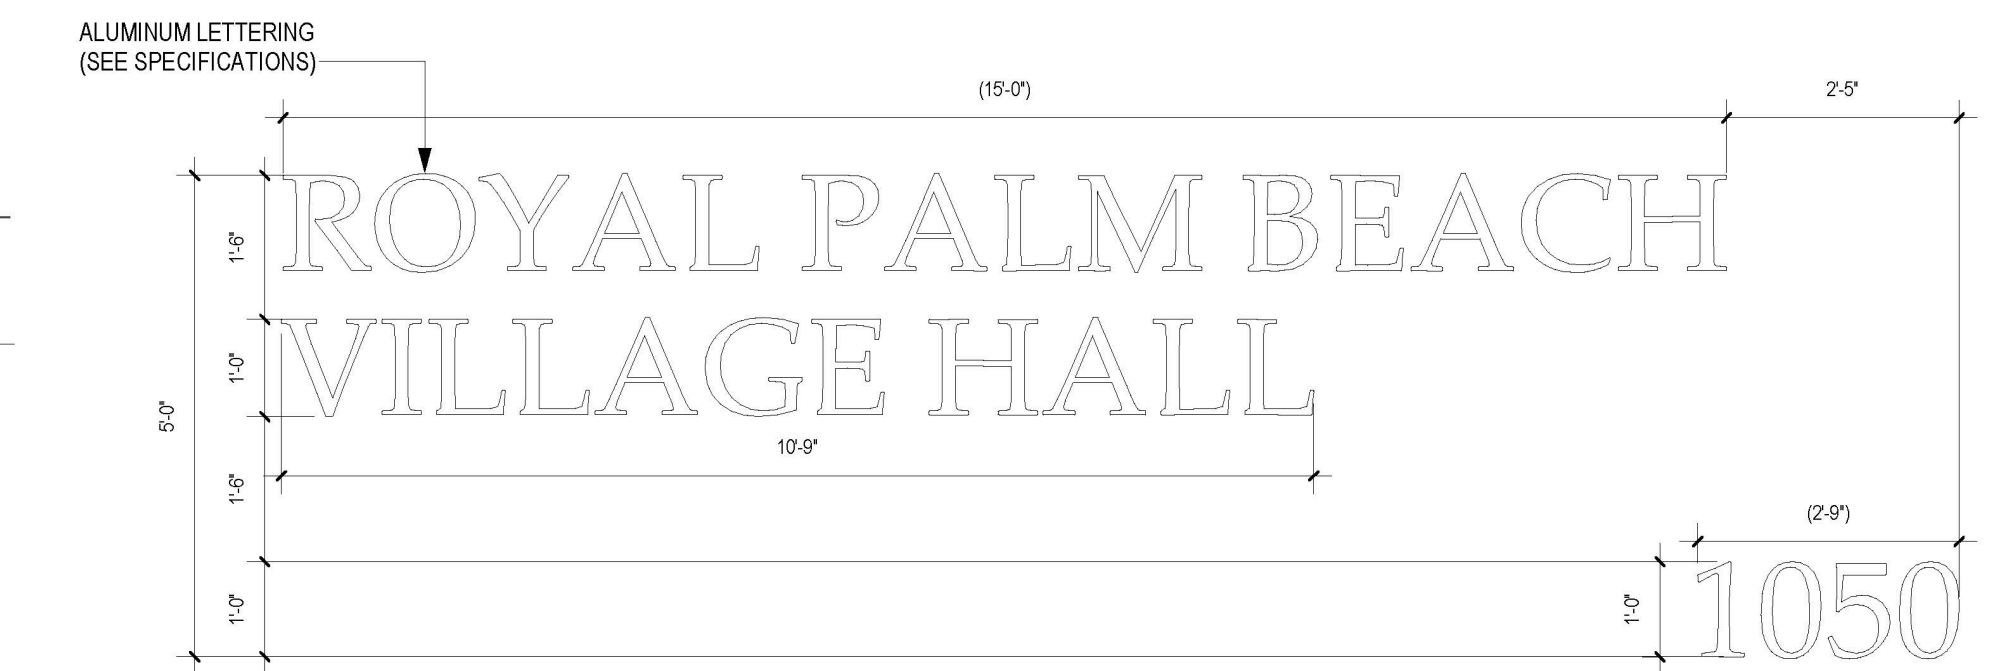 ALUMINUM LETTERING
(SEE SPECIFICATIONS)
(15'-0")
2'-5"
ROYAL PALM BEACH
1'-6"
VILLAGE HALL
1'-0"
5'-0"
10'-9"
1'-6"
(2'-9")
1050
1'-0"
1'-0"